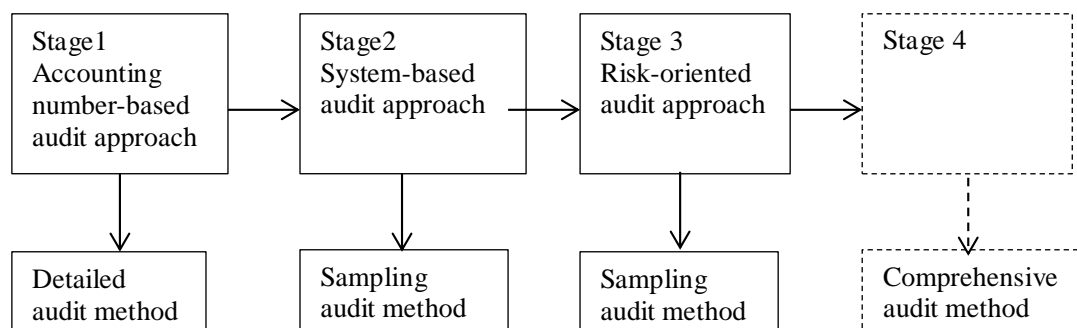 Stage1
Accounting
number-based
audit approach
Stage2
System-based
audit approach
Stage 3
Risk-oriented
audit approach
Stage 4
Detailed
audit method
Sampling
audit method
Sampling
audit method
Comprehensive
audit method